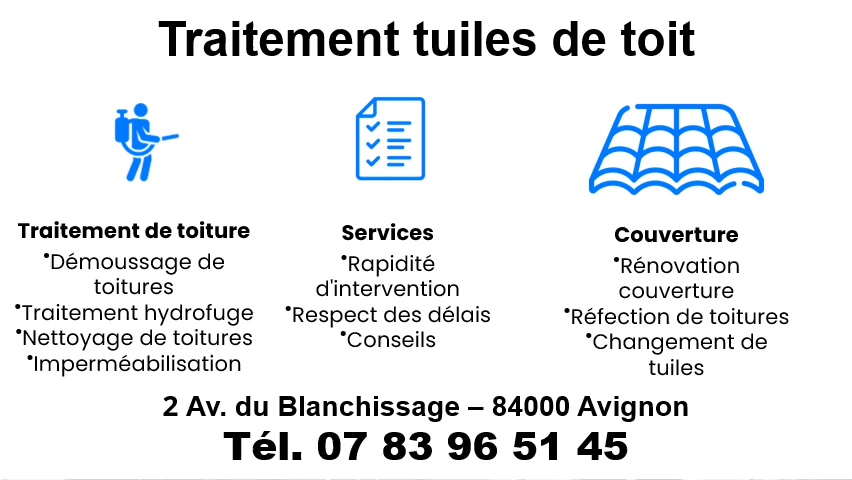 Traitement tuiles de toit
Traitement de toiture
•Démoussage de
toitures
•Traitement hydrofuge
•Nettoyage de toitures
•Imperméabilisation
Services
•Rapidité
d'intervention
•Respect des délais
•Conseils
Couverture
•Rénovation
couverture
•Réfection de toitures
•Changement de
tuiles
2 Av. du Blanchissage – 84000 Avignon
Tél. 07 83 96 51 45